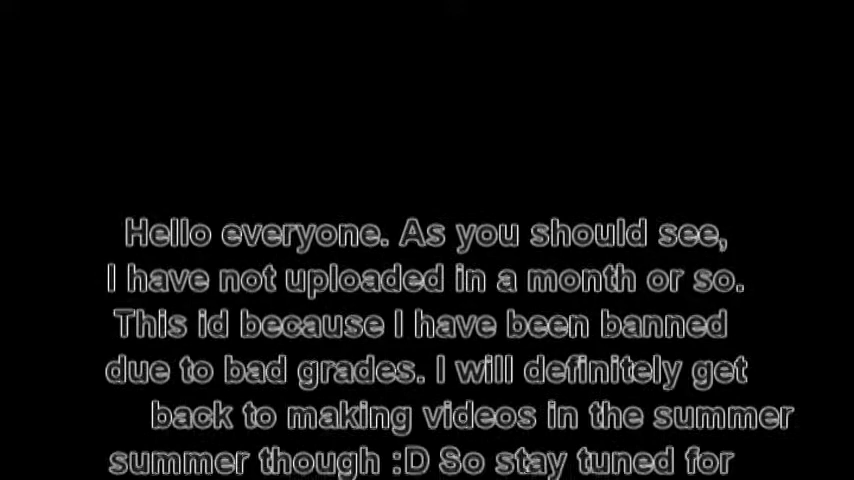 Hello everyone. As you should see,
I have not uploaded in a month or so.
This id because I have been banned
due to bad grades. I will definitely get
back to making videos in the summer
summer though :D So stay tuned for